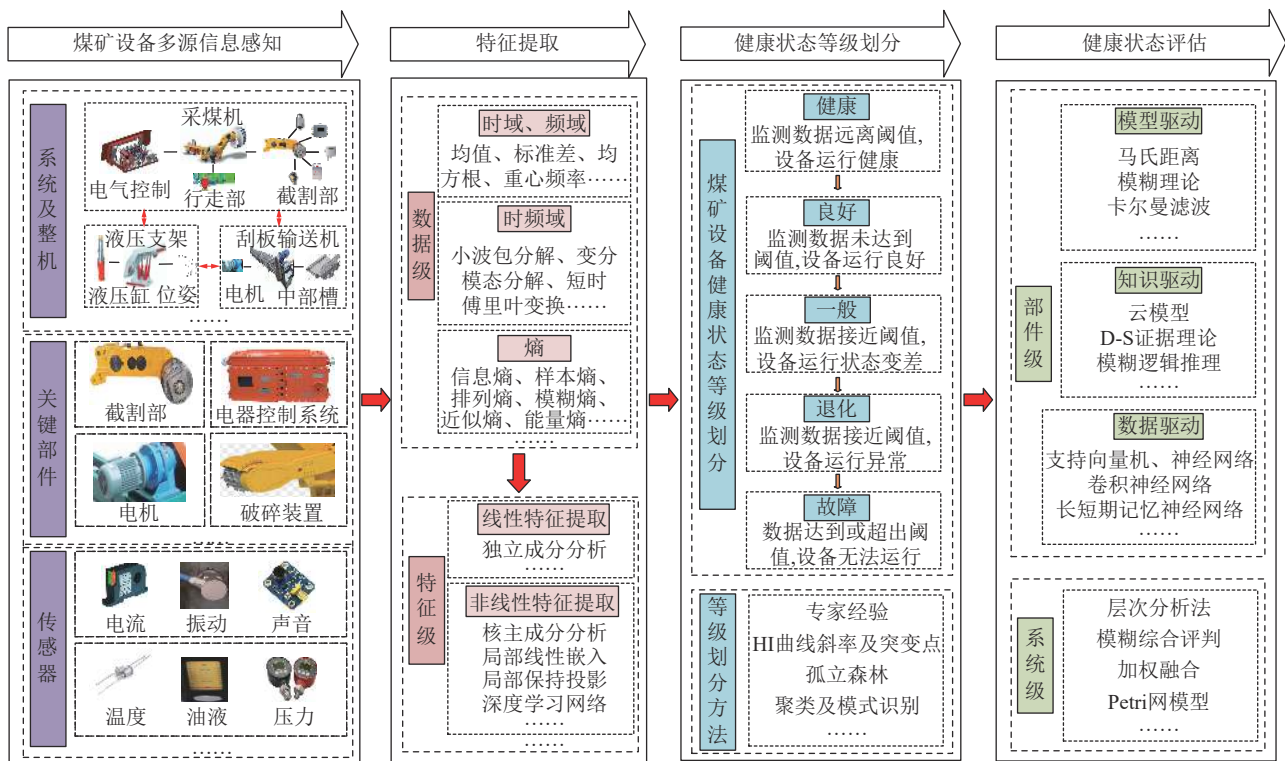 煤矿设备多源信息感知
特征提取
健康状态等级划分
健康状态评估
系统及整机
采煤机
电气控制
行走部
截割部
液压支架
刮板输送机
液压缸
位姿
电机
中部槽
……
关键部件
截割部
电器控制系统
电机
破碎装置
传感器
电流
振动
声音
温度
油液
压力
……
数据级
时域、频域
均值、标准差、均
方根、重心频率……
时频域
小波包分解、变分
模态分解、短时
傅里叶变换……
熵
信息熵、样本熵、
排列熵、模糊熵、
近似熵、能量熵……
……
特征级
线性特征提取
独立成分分析
……
非线性特征提取
核主成分分析
局部线性嵌入
局部保持投影
深度学习网络
……
煤矿设备健康状态等级划分
健康
监测数据远离阈值,
设备运行健康
良好
监测数据未达到
阈值,设备运行良好
一般
监测数据接近阈值,
设备运行状态变差
退化
监测数据接近阈值,
设备运行异常
故障
数据达到或超出阈
值,设备无法运行
等级划分方法
专家经验
HI曲线斜率及突变点
孤立森林
聚类及模式识别
……
部件级
模型驱动
马氏距离
模糊理论
卡尔曼滤波
……
知识驱动
云模型
D-S证据理论
模糊逻辑推理
……
数据驱动
支持向量机、神经网络
卷积神经网络
长短期记忆神经网络
……
系统级
层次分析法
模糊综合评判
加权融合
Petri网模型
……